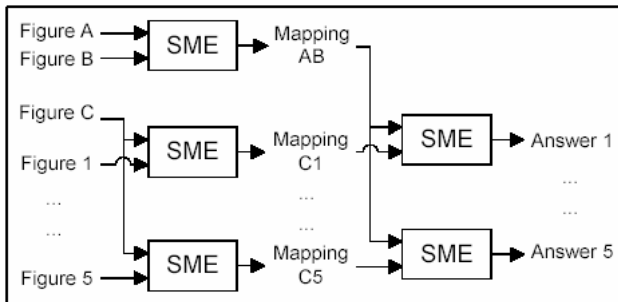 Figure A
Figure B
SME
Mapping
AB
Figure C
Figure 1
SME
Mapping
C1
SME
Answer 1
...
...
...
...
...
...
Figure 5
SME
Mapping
C5
SME
Answer 5